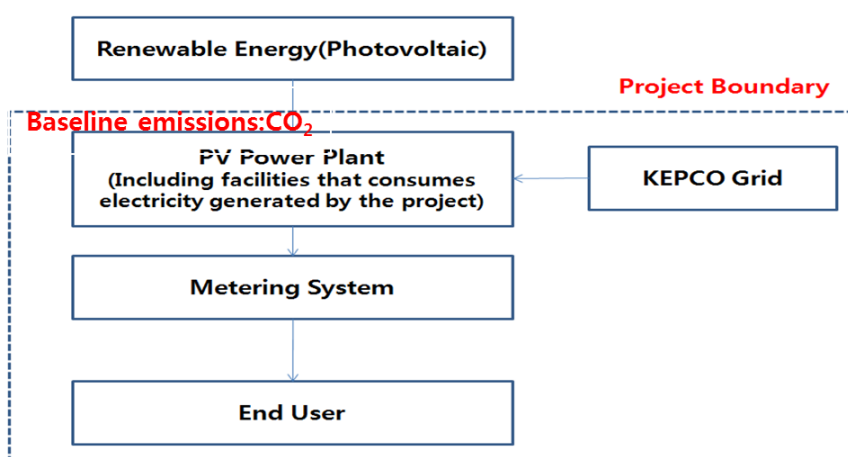 Renewable Energy(Photovoltaic)
Project Boundary
Baseline emissions:CO₂
PV Power Plant
(Including facilities that consumes
electricity generated by the project)
KEPCO Grid
Metering System
End User